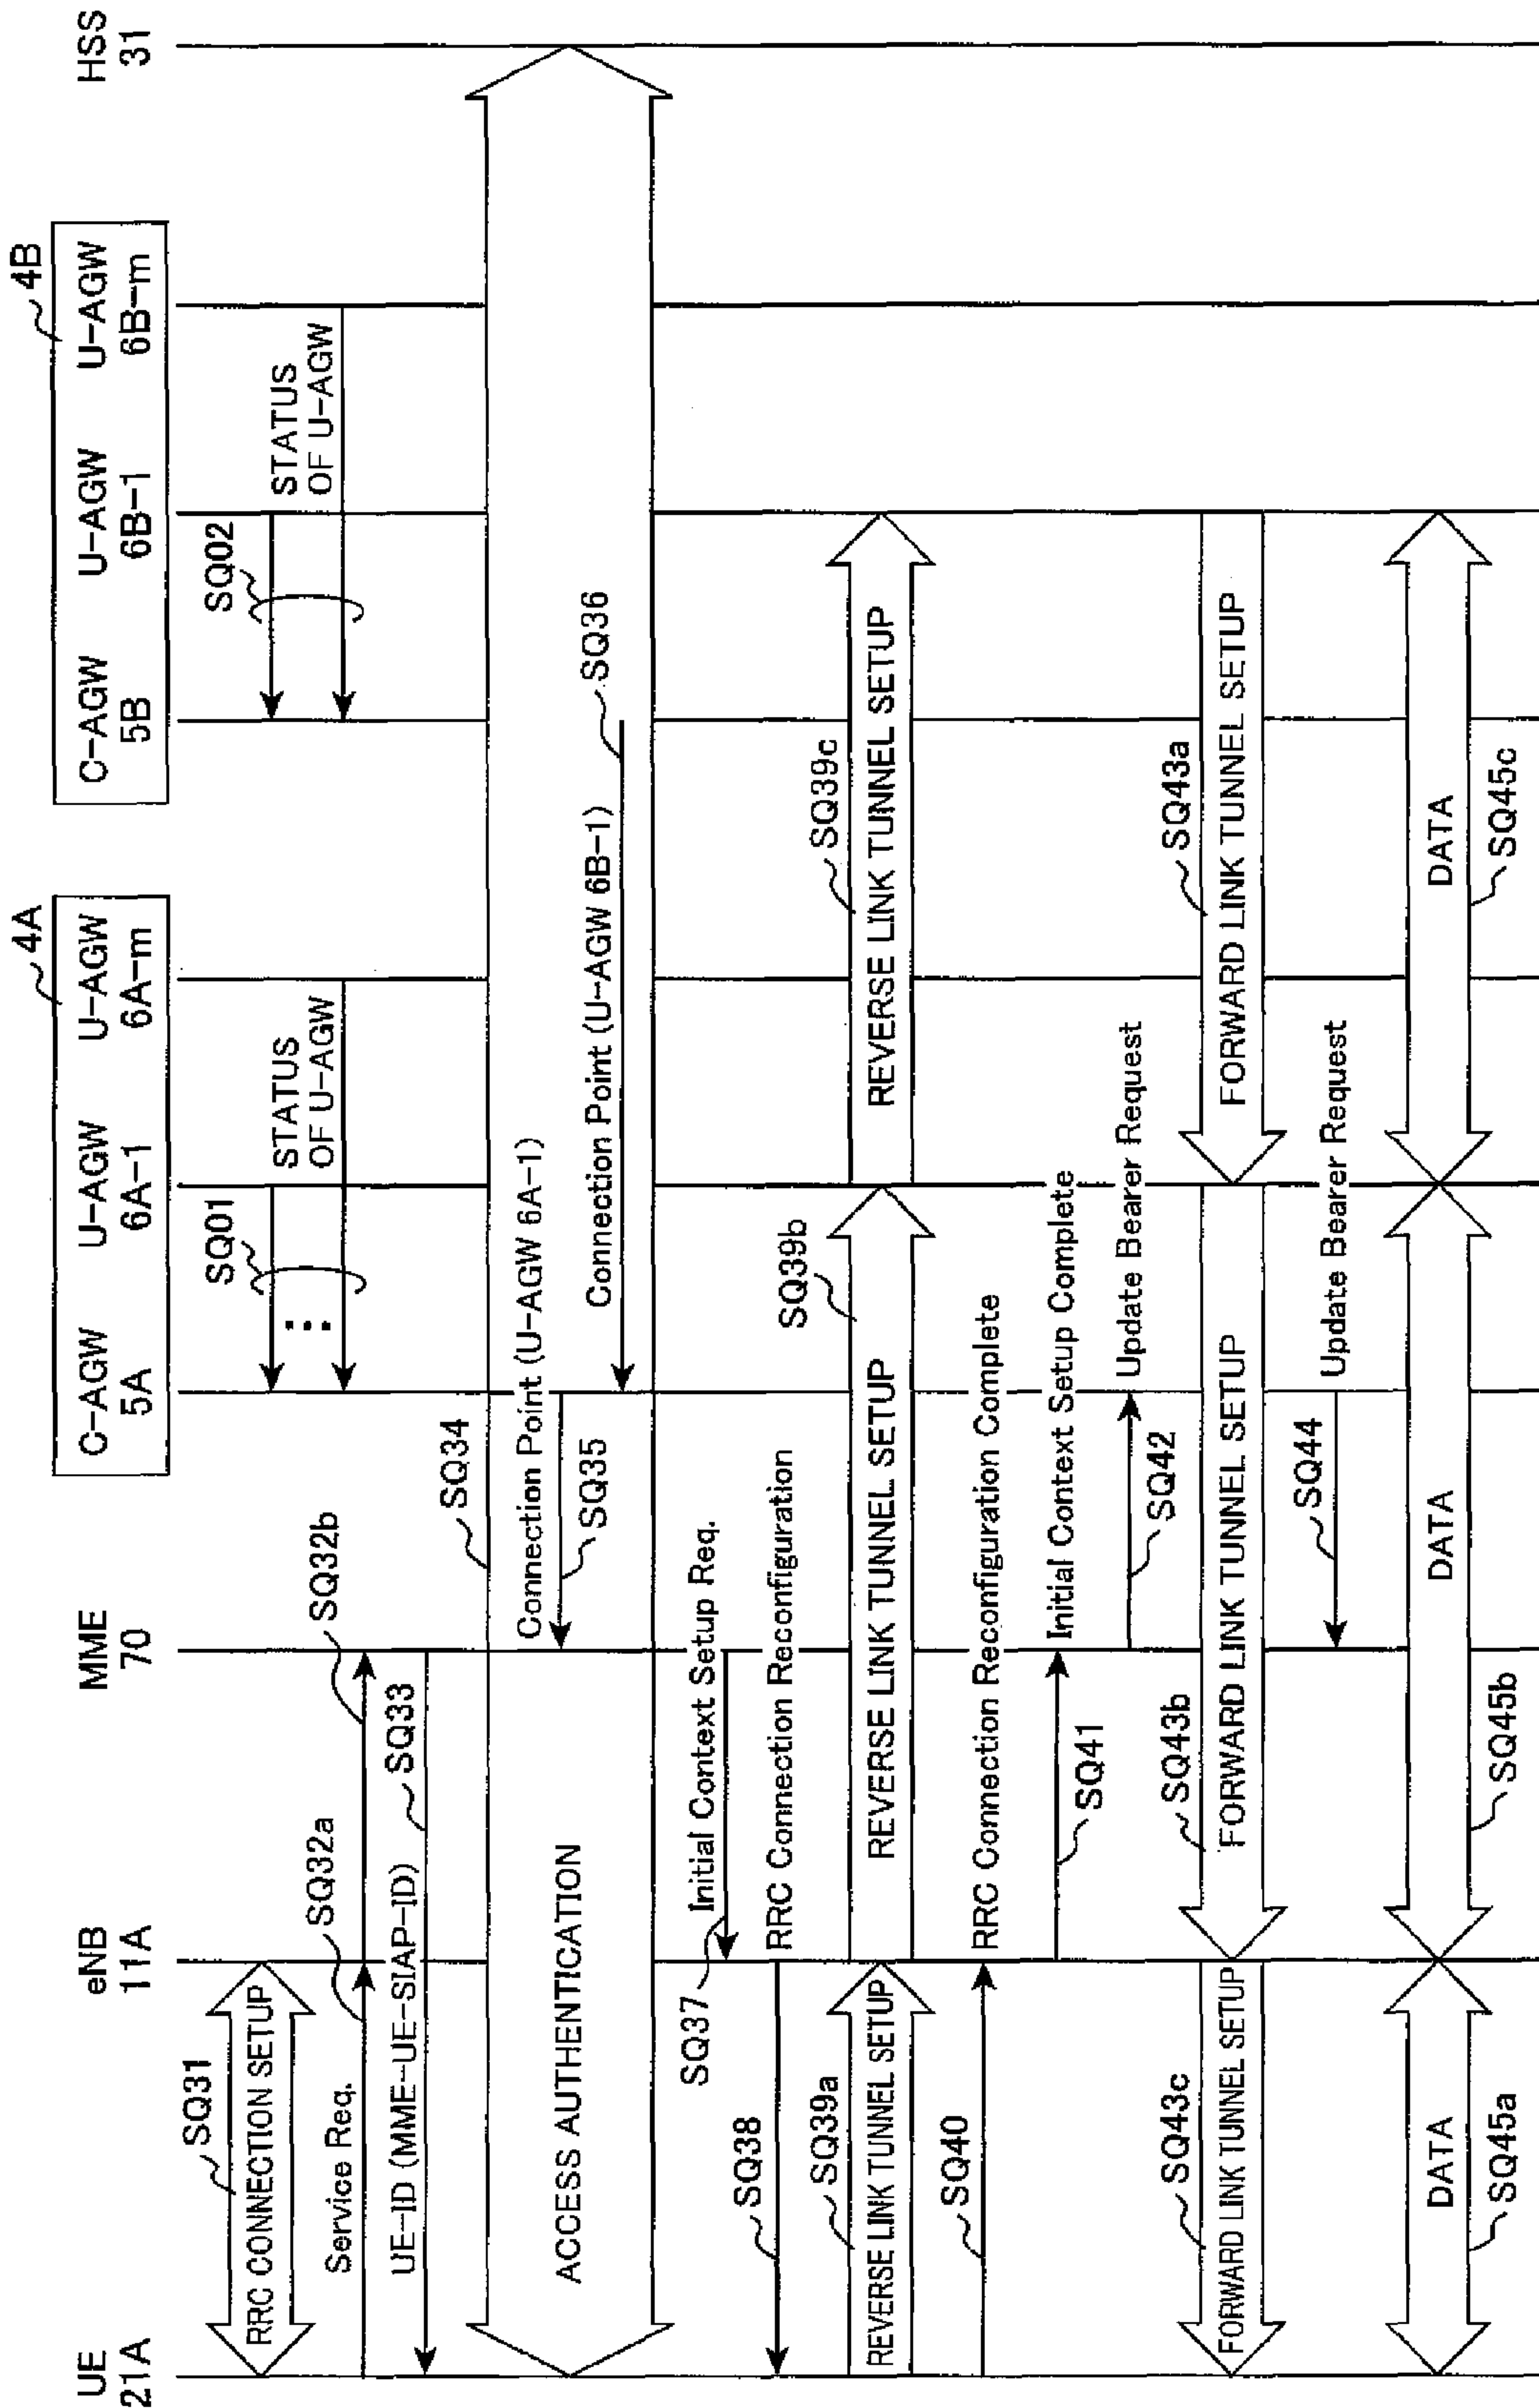 UE
21A
eNB
11A
MME
70
4A
C-AGW
5A
U-AGW
6A-1
U-AGW
6A-m
4B
C-AGW
5B
U-AGW
6B-1
U-AGW
6B-m
HSS
31
SQ31
RRC CONNECTION SETUP
SQ01
STATUS
OF U-AGW
SQ02
STATUS
OF U-AGW
Service Req.
SQ32a
SQ32b
UE-ID (MME-UE-SIAP-ID)
SQ33
SQ34
ACCESS AUTHENTICATION
Connection Point (U-AGW 6A-1)
SQ35
Connection Point (U-AGW 6B-1)
SQ36
Initial Context Setup Req.
SQ37
RRC Connection Reconfiguration
SQ38
SQ39a
REVERSE LINK TUNNEL SETUP
SQ39b
REVERSE LINK TUNNEL SETUP
SQ39c
REVERSE LINK TUNNEL SETUP
RRC Connection Reconfiguration Complete
SQ40
Initial Context Setup Complete
SQ41
Update Bearer Request
SQ42
SQ43a
FORWARD LINK TUNNEL SETUP
SQ43b
FORWARD LINK TUNNEL SETUP
SQ43c
FORWARD LINK TUNNEL SETUP
Update Bearer Request
SQ44
DATA
SQ45a
DATA
SQ45b
DATA
SQ45c